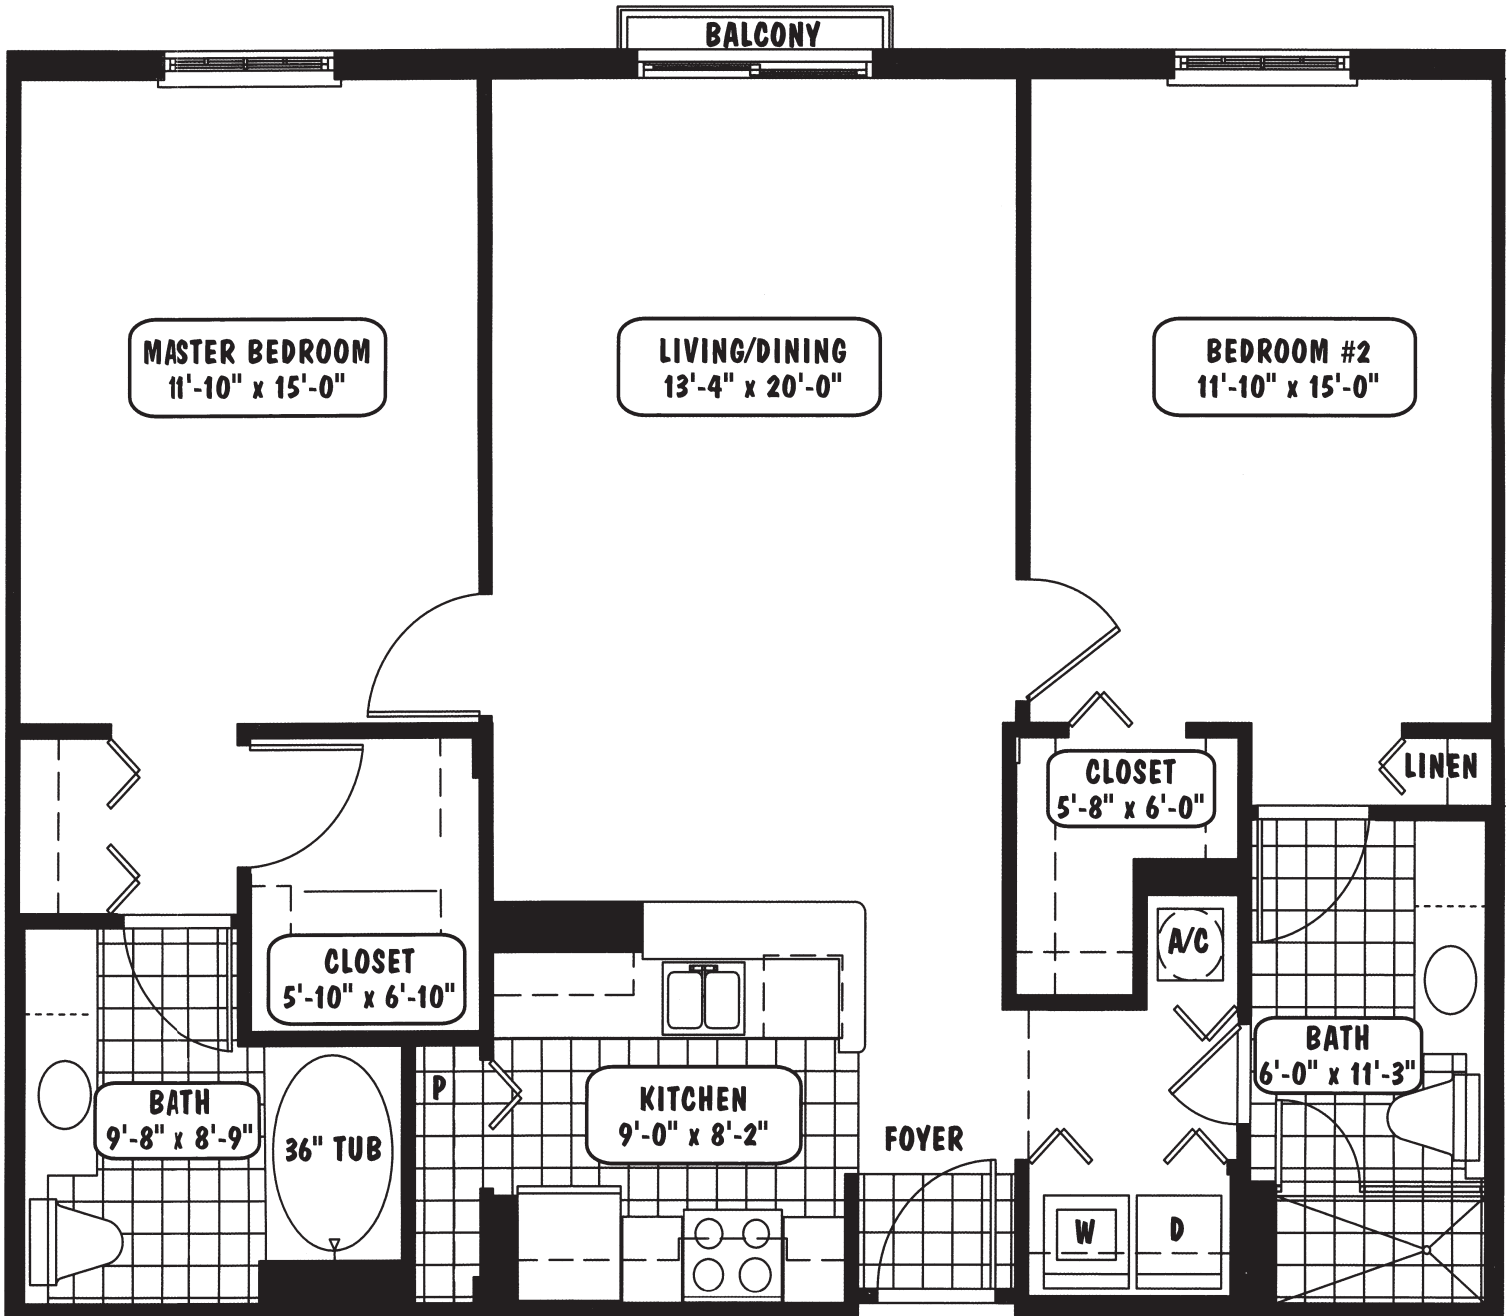 BALCONY
MASTER BEDROOM
11'-10" x 15'-0"
LIVING/DINING
13'-4" x 20'-0"
BEDROOM #2
11'-10" x 15'-0"
CLOSET
5'-8" x 6'-0"
LINEN
A/C
CLOSET
5'-10" x 6'-10"
BATH
6'-0" x 11'-3"
P
KITCHEN
9'-0" x 8'-2"
BATH
9'-8" x 8'-9"
36" TUB
FOYER
W
D